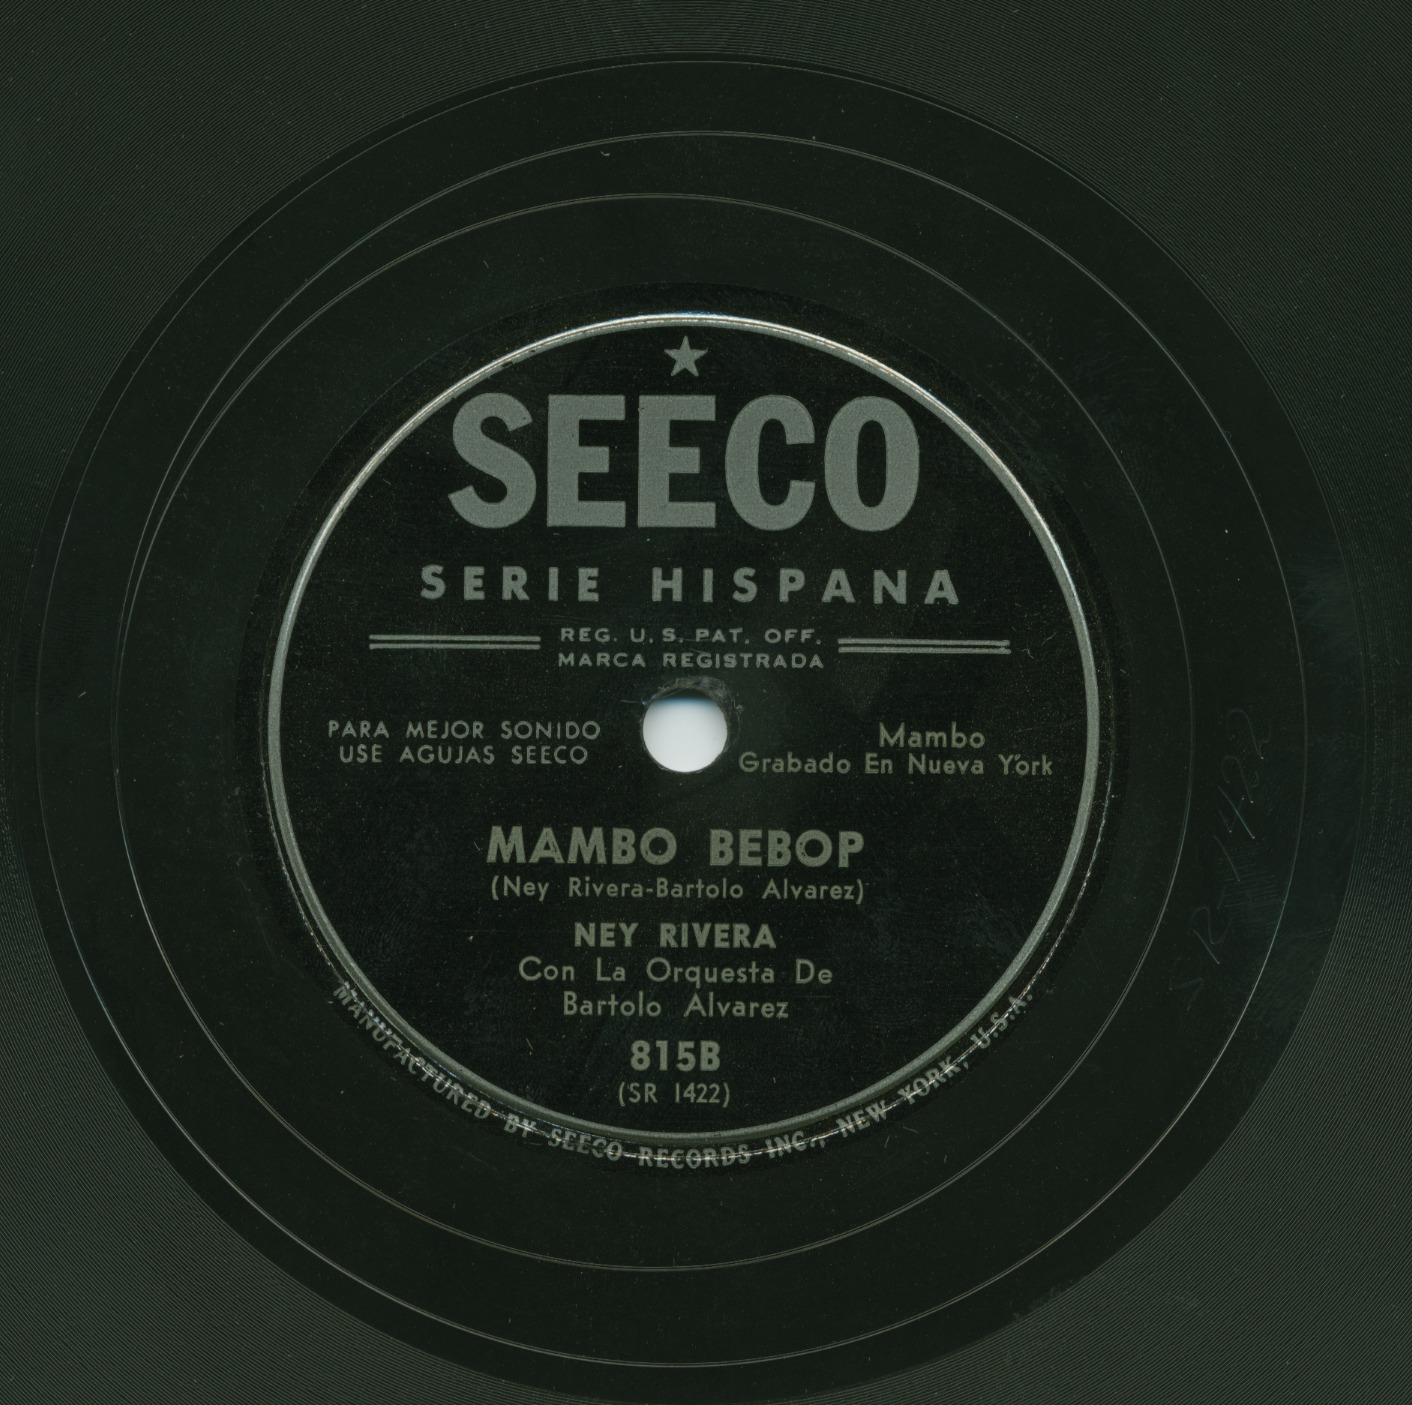 SEECO
SERIE HISPANA
REG. U. S. PAT. OFF.
MARCA REGISTRADA
PARA MEJOR SONIDO
USE AGUJAS SEECO
Mambo
Grabado En Nueva York
MAMBO BEBOP
(Ney Rivera-Bartolo Alvarez)
NEY RIVERA
Con La Orquesta De
Bartolo Alvarez
815B
(SR 1422)
MANUFACTURED BY SEECO RECORDS INC., NEW YORK, U.S.A.